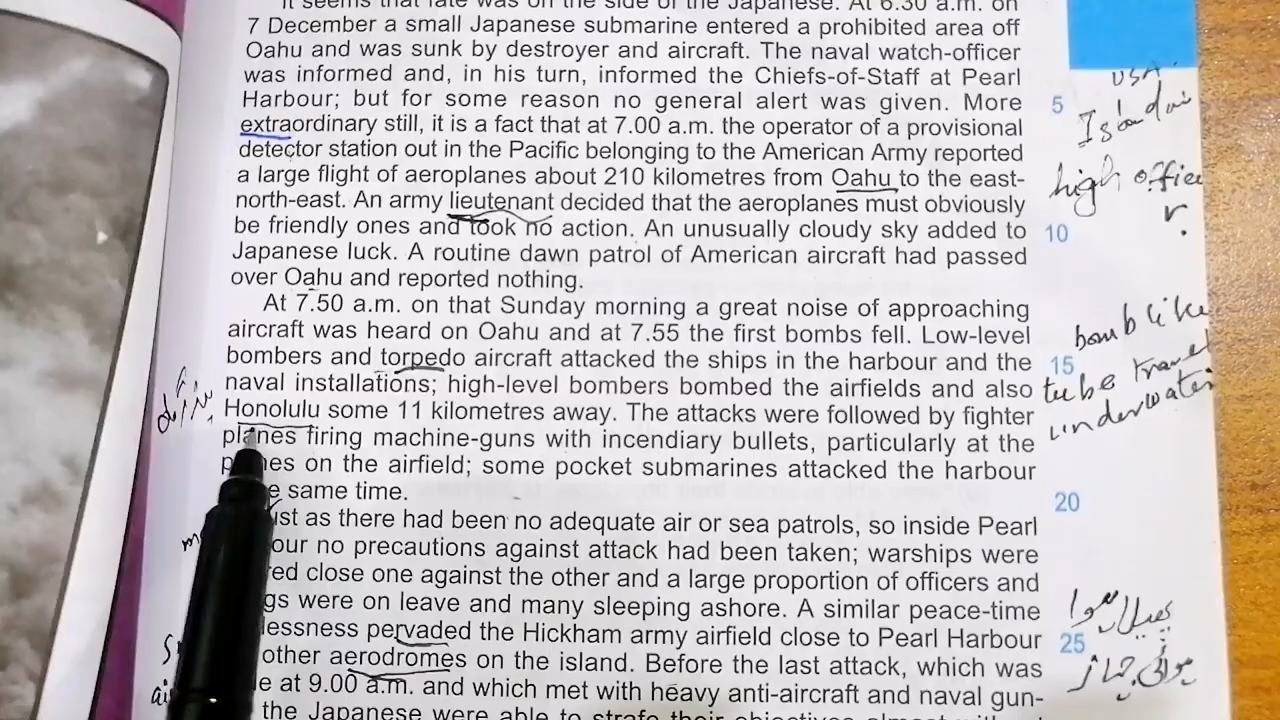 It seems that fate was on the side of the Japanese. At 6.30 a.m. on
7 December a small Japanese submarine entered a prohibited area off
Oahu and was sunk by destroyer and aircraft. The naval watch-officer
was informed and, in his turn, informed the Chiefs-of-Staff at Pearl
Harbour; but for some reason no general alert was given. More
5
extraordinary still, it is a fact that at 7.00 a.m. the operator of a provisional
detector station out in the Pacific belonging to the American Army reported
a large flight of aeroplanes about 210 kilometres from Oahu to the east-
north-east. An army lieutenant decided that the aeroplanes must obviously
be friendly ones and took no action. An unusually cloudy sky added to
10
Japanese luck. A routine dawn patrol of American aircraft had passed
over Oahu and reported nothing.
At 7.50 a.m. on that Sunday morning a great noise of approaching
aircraft was heard on Oahu and at 7.55 the first bombs fell. Low-level
bombers and torpedo aircraft attacked the ships in the harbour and the
15
naval installations; high-level bombers bombed the airfields and also
Honolulu some 11 kilometres away. The attacks were followed by fighter
planes firing machine-guns with incendiary bullets, particularly at the
p nes on the airfield; some pocket submarines attacked the harbour
e same time.
20
ust as there had been no adequate air or sea patrols, so inside Pearl
our no precautions against attack had been taken; warships were
red close one against the other and a large proportion of officers and
gs were on leave and many sleeping ashore. A similar peace-time
lessness pervaded the Hickham army airfield close to Pearl Harbour
25
other aerodromes on the island. Before the last attack, which was
e at 9.00 a.m. and which met with heavy anti-aircraft and naval gun-
the Japanese were able to strafe their objectives almost
USA
high office
r.
bomb like
tube travel
underwater